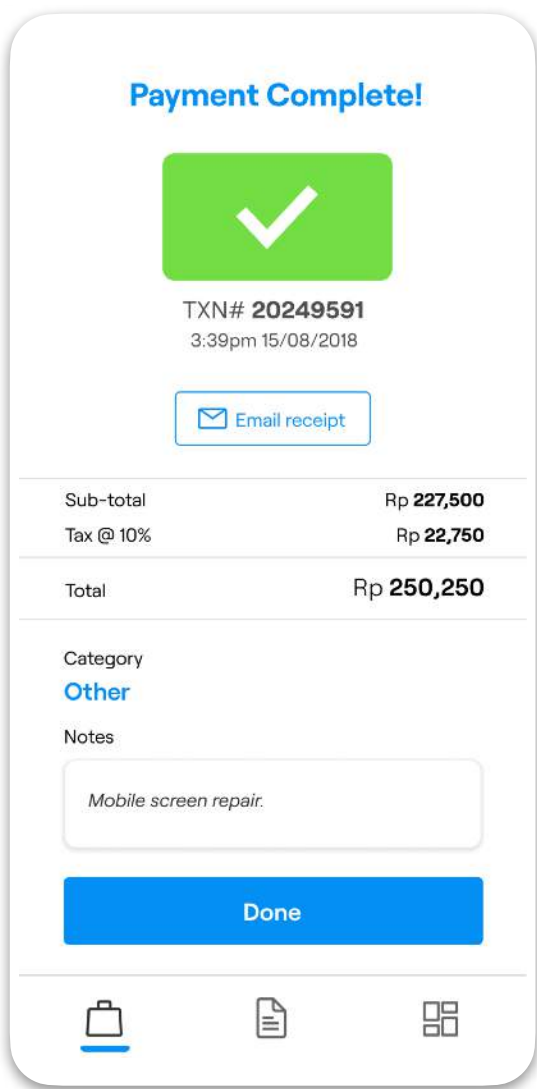 Payment Complete!
TXN# 20249591
3:39pm 15/08/2018
Email receipt
Sub-total Rp 227,500
Tax @ 10% Rp 22,750
Total Rp 250,250
Category
Other
Notes
Mobile screen repair.
Done